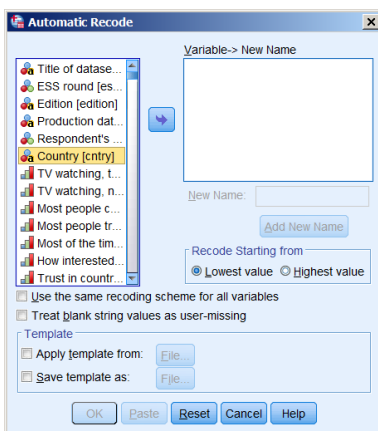 Automatic Recode
Variable-> New Name
Title of datase...
ESS round [es...
Edition [edition]
Production dat...
Respondent's ...
Country [cntry]
TV watching, t...
TV watching, n...
Most people c...
Most people tr...
Most of the tim...
How interested...
Trust in countr...
New Name:
Add New Name
Recode Starting from
Lowest value Highest value
Use the same recoding scheme for all variables
Treat blank string values as user-missing
Template
Apply template from: File...
Save template as: File...
OK Paste Reset Cancel Help